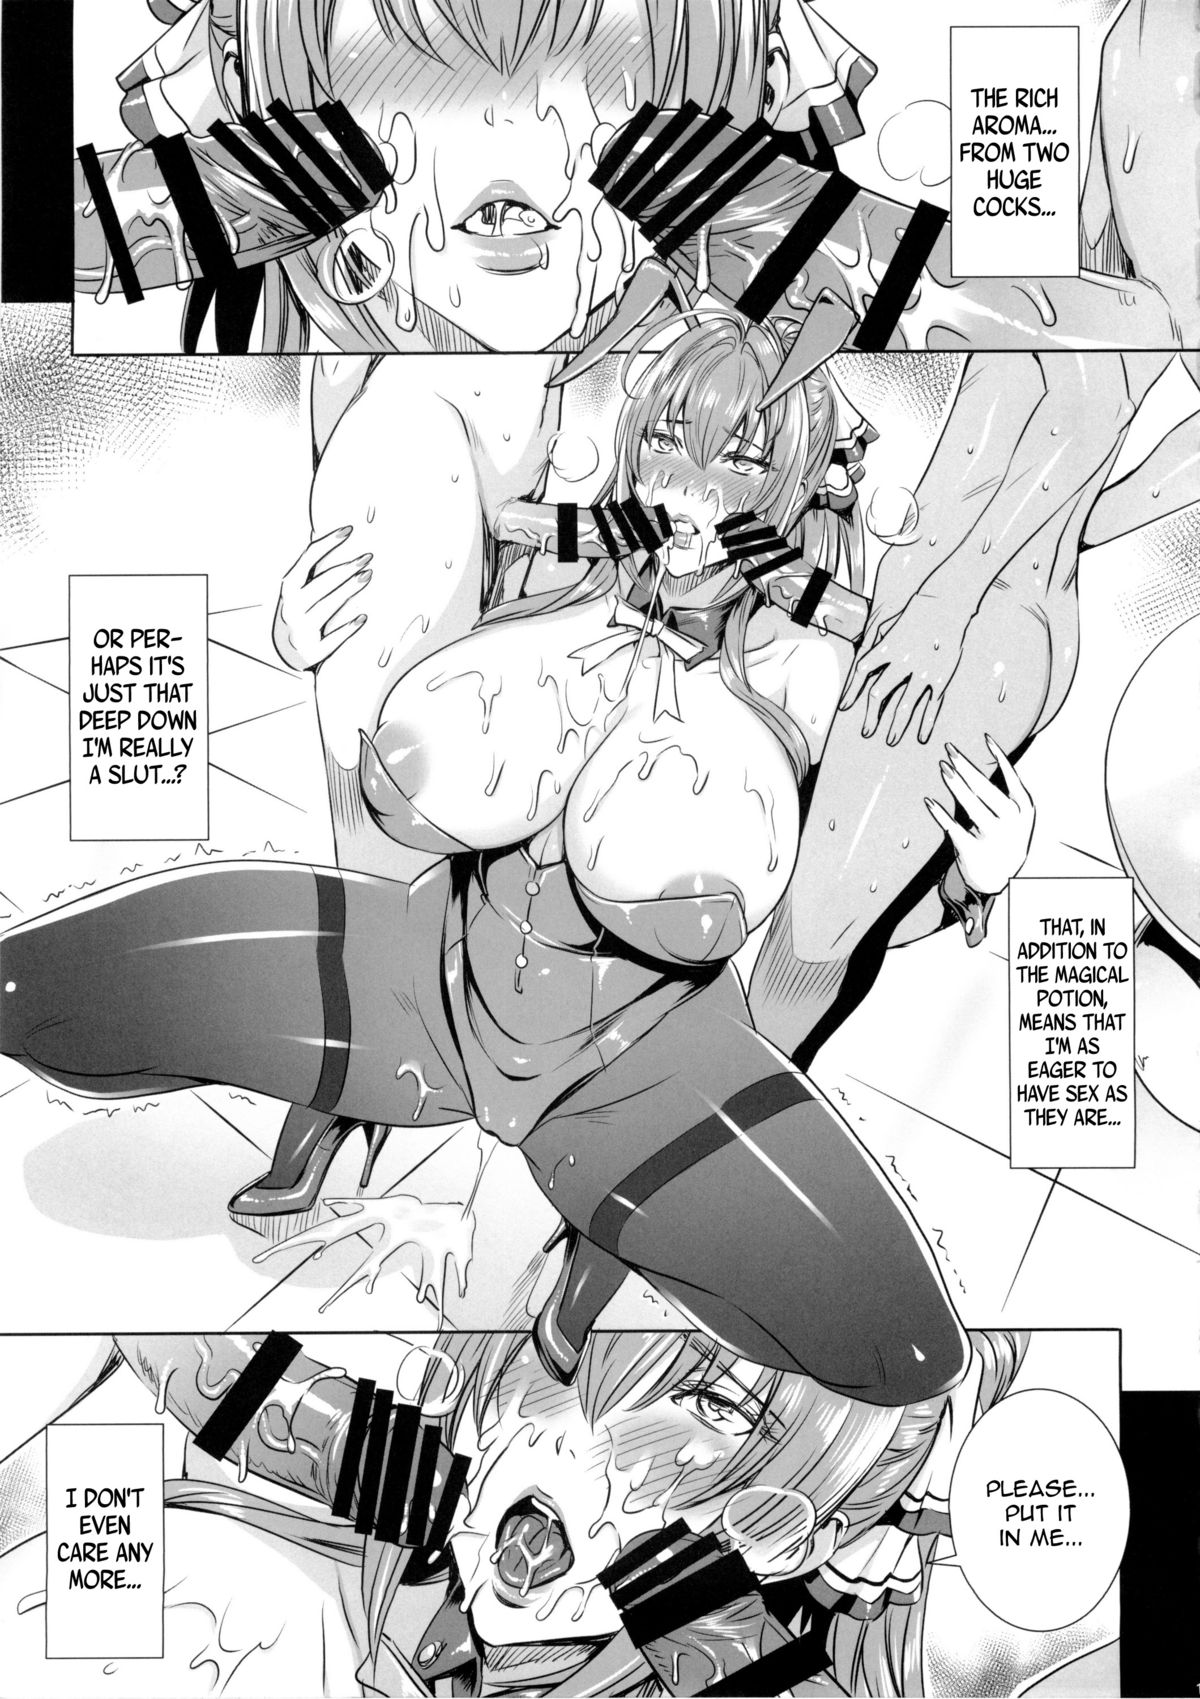 THE RICH
AROMA...
FROM TWO
HUGE
COCKS...
OR PER-
HAPS IT'S
JUST THAT
DEEP DOWN
I'M REALLY
A SLUT...?
THAT, IN
ADDITION TO
THE MAGICAL
POTION,
MEANS THAT
I'M AS
EAGER TO
HAVE SEX AS
THEY ARE...
I DON'T
EVEN
CARE ANY
MORE...
PLEASE...
PUT IT
IN ME...